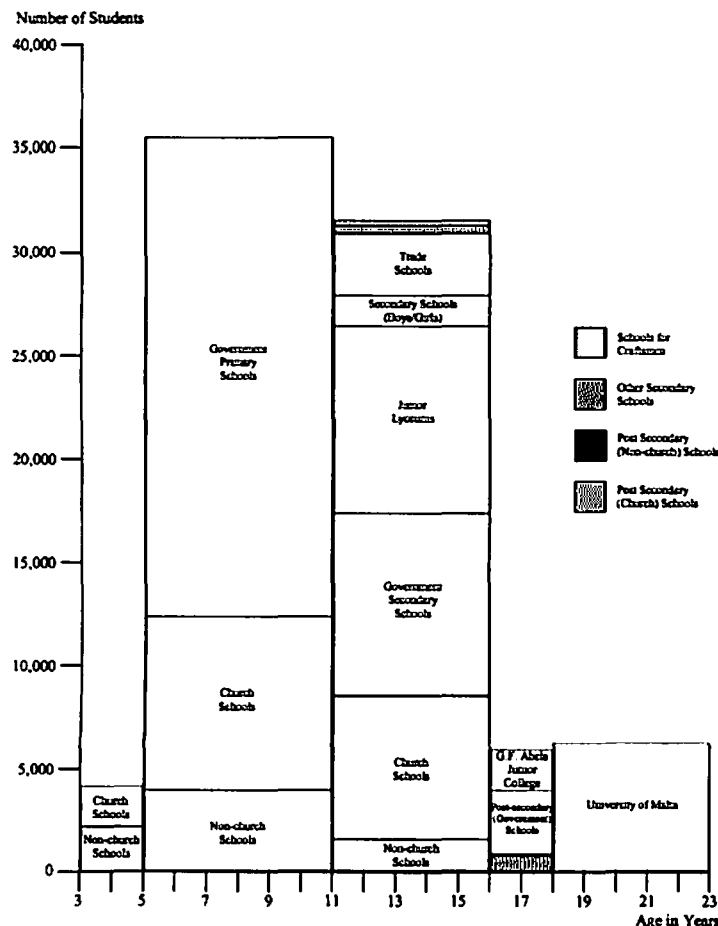 Number of Students
40,000
35,000
30,000
25,000
20,000
15,000
10,000
5,000
0
Church
Schools
Non-church
Schools
Government
Primary
Schools
Church
Schools
Non-church
Schools
Trade
Schools
Secondary Schools
(Boys/Girls)
Junior
Lyceums
Government
Secondary
Schools
Church
Schools
Non-church
Schools
G.F. Abela
Junior
College
Post-secondary
(Government)
Schools
University of Malta
Schools for
Craftsmen
Other Secondary
Schools
Post Secondary
(Non-church) Schools
Post Secondary
(Church) Schools
3 5 7 9 11 13 15 17 19 21 23
Age in Years